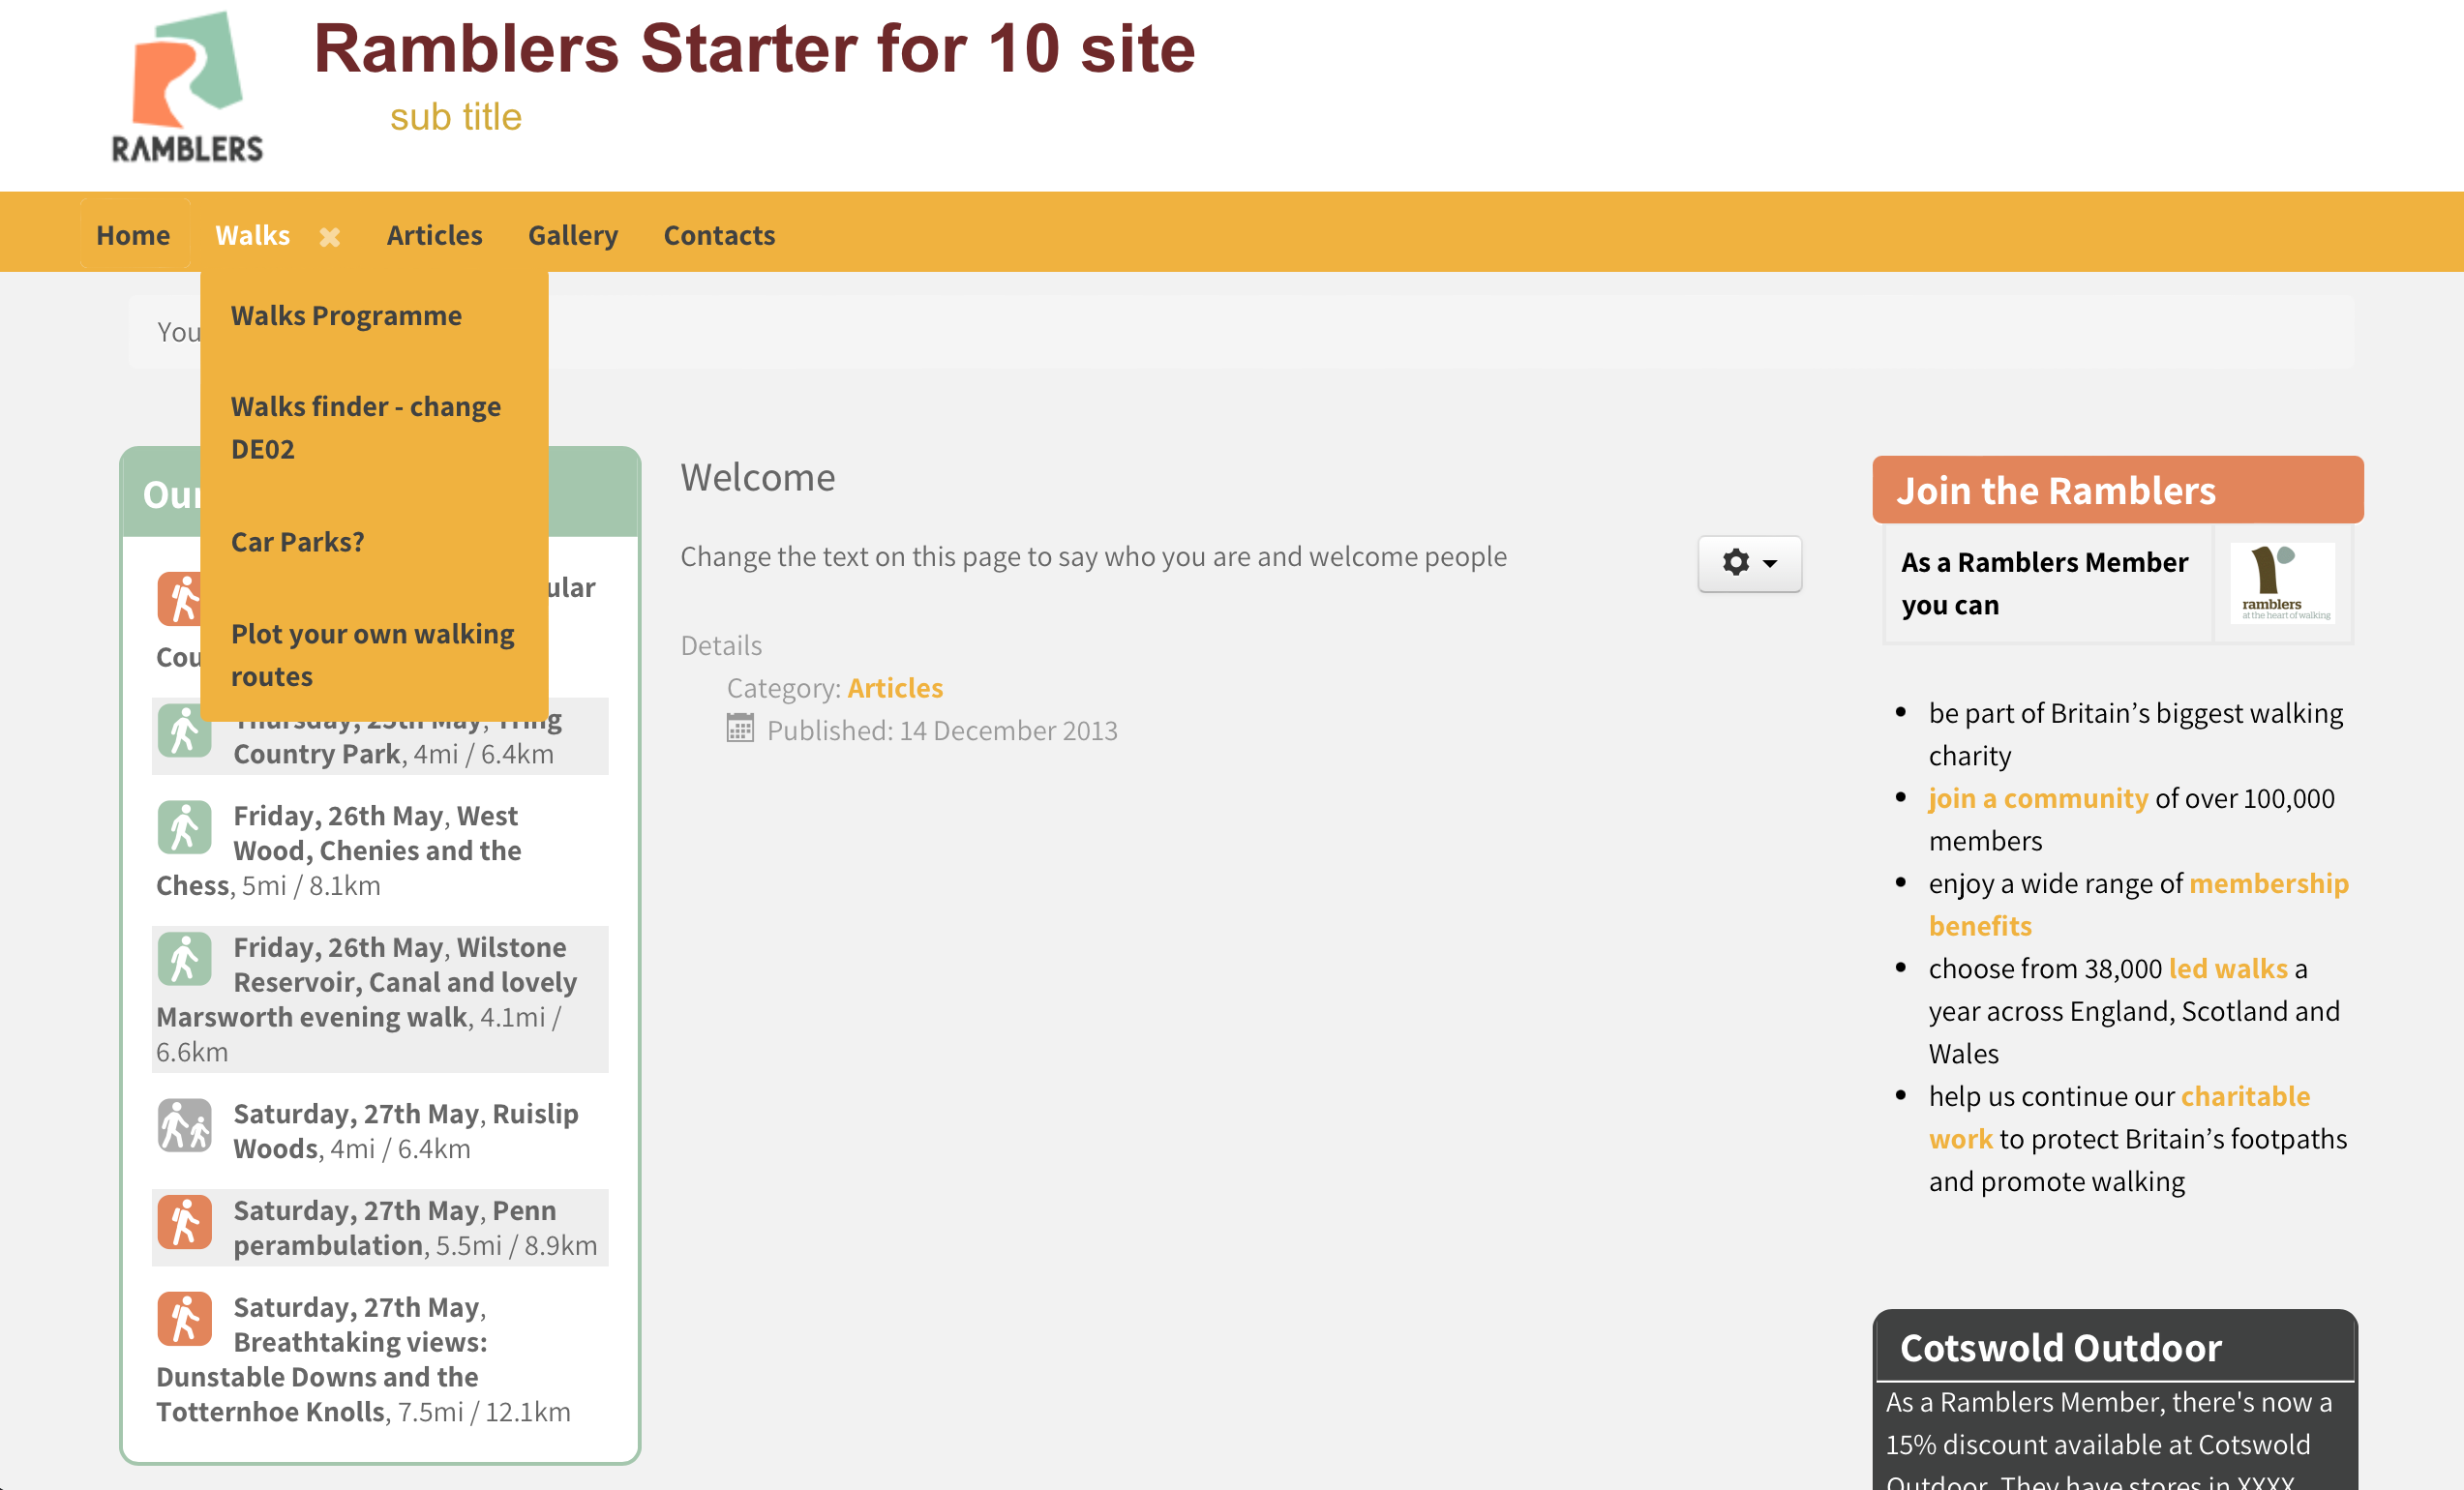 Ramblers Starter for 10 site
sub title
RAMBLERS
Home Walks Articles Gallery Contacts
Walks Programme
Walks finder - change
DE02
Car Parks?
Plot your own walking
routes
You
Our
ular
Cou
Thursday, 25th May, Tring
Country Park, 4mi / 6.4km
Friday, 26th May, West
Wood, Chenies and the
Chess, 5mi / 8.1km
Friday, 26th May, Wilstone
Reservoir, Canal and lovely
Marsworth evening walk, 4.1mi /
6.6km
Saturday, 27th May, Ruislip
Woods, 4mi / 6.4km
Saturday, 27th May, Penn
perambulation, 5.5mi / 8.9km
Saturday, 27th May,
Breathtaking views:
Dunstable Downs and the
Totternhoe Knolls, 7.5mi / 12.1km
Welcome
Change the text on this page to say who you are and welcome people
Details
Category: Articles
Published: 14 December 2013
Join the Ramblers
As a Ramblers Member
you can
ramblers
at the heart of walking
• be part of Britain’s biggest walking
charity
• join a community of over 100,000
members
• enjoy a wide range of membership
benefits
• choose from 38,000 led walks a
year across England, Scotland and
Wales
• help us continue our charitable
work to protect Britain’s footpaths
and promote walking
Cotswold Outdoor
As a Ramblers Member, there's now a
15% discount available at Cotswold
Outdoor. They have stores in XXXX